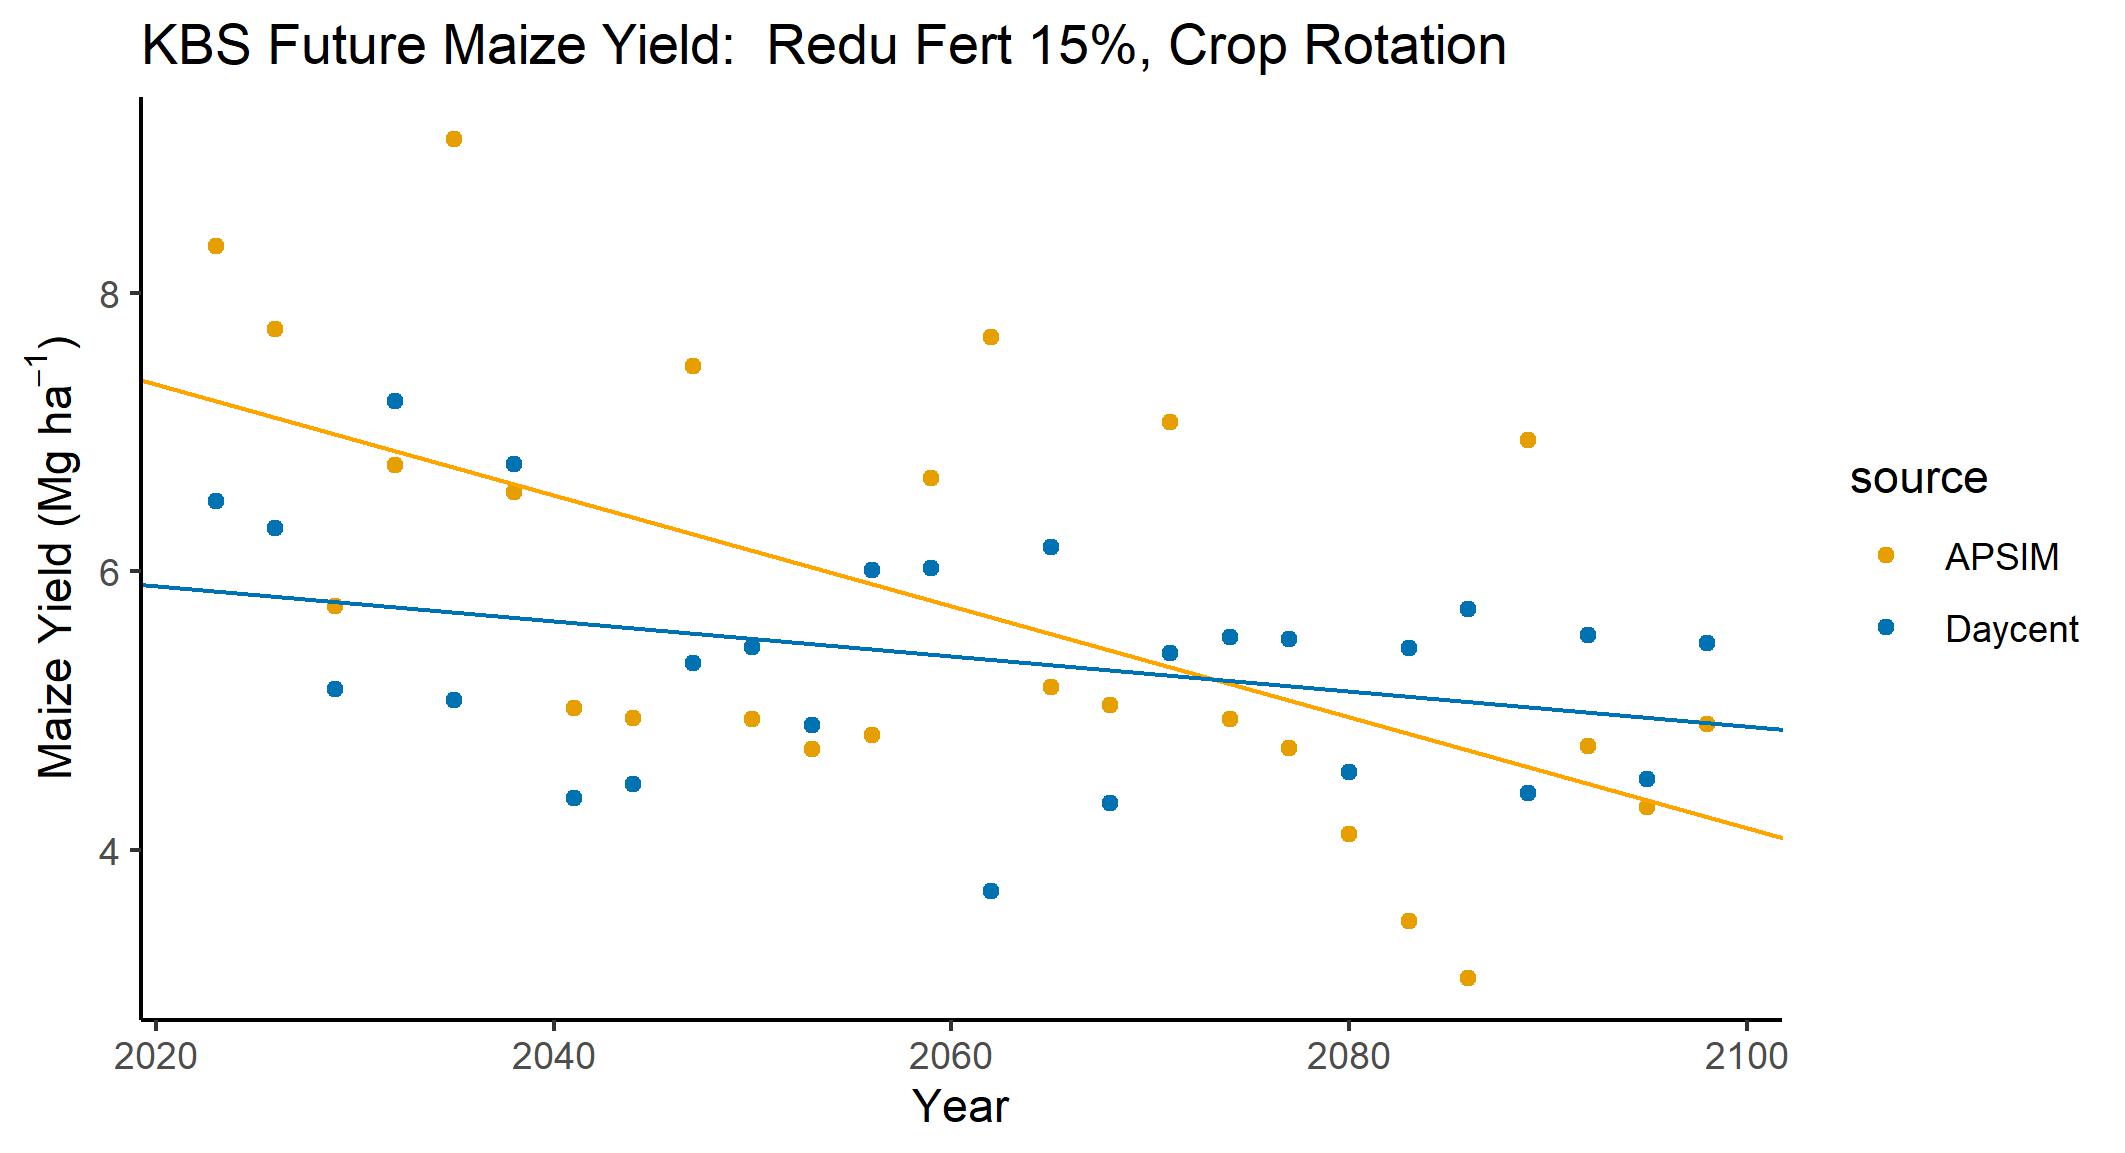 KBS Future Maize Yield:  Redu Fert 15%, Crop Rotation
Maize Yield (Mg ha⁻¹)
8
6
4
2020 2040 2060 2080 2100
Year
source
APSIM
Daycent